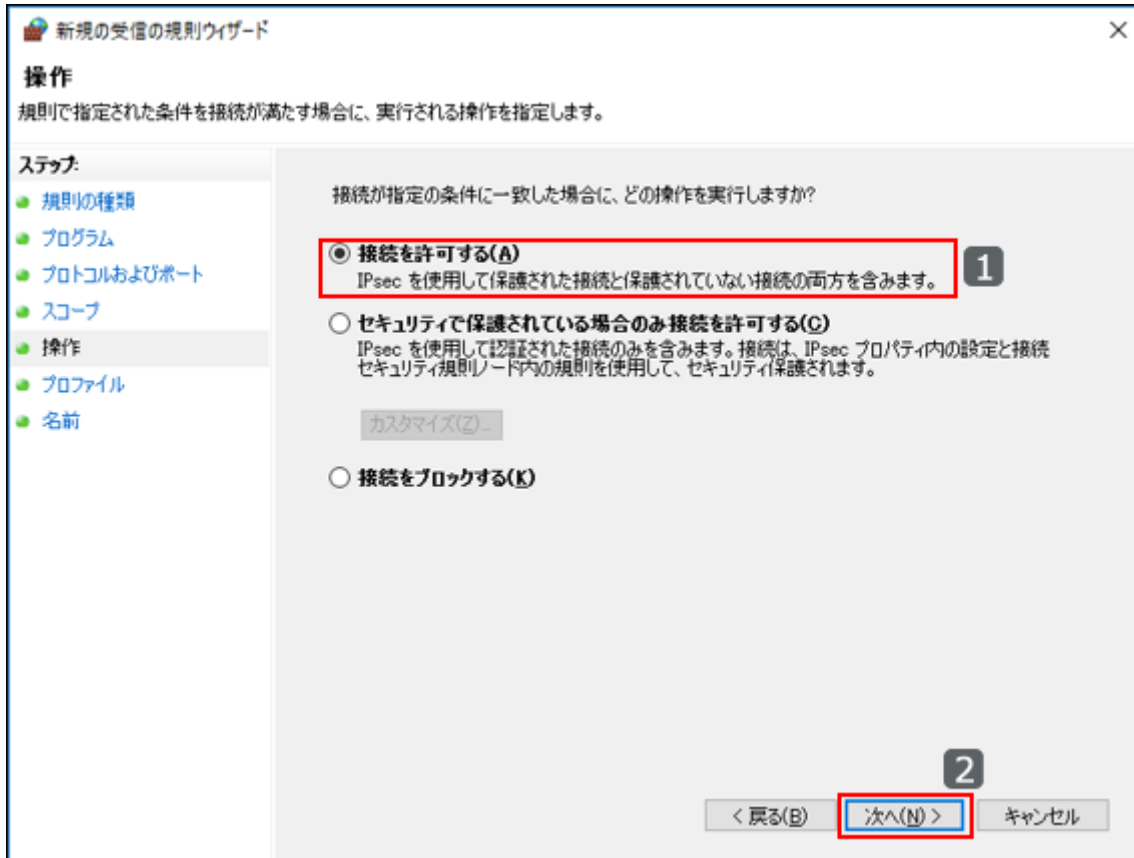 新規の受信の規則ウィザード
操作
規則で指定された条件を接続が満たす場合に、実行される操作を指定します。
ステップ:
規則の種類
プログラム
プロトコルおよびポート
スコープ
操作
プロファイル
名前
接続が指定の条件に一致した場合に、どの操作を実行しますか?
接続を許可する(A)
IPsec を使用して保護された接続と保護されていない接続の両方を含みます。
1
セキュリティで保護されている場合のみ接続を許可する(C)
IPsec を使用して認証された接続のみを含みます。接続は、IPsec プロパティ内の設定と接続
セキュリティ規則ノード内の規則を使用して、セキュリティ保護されます。
カスタマイズ(Z)...
接続をブロックする(K)
2
< 戻る(B)
次へ(N) >
キャンセル